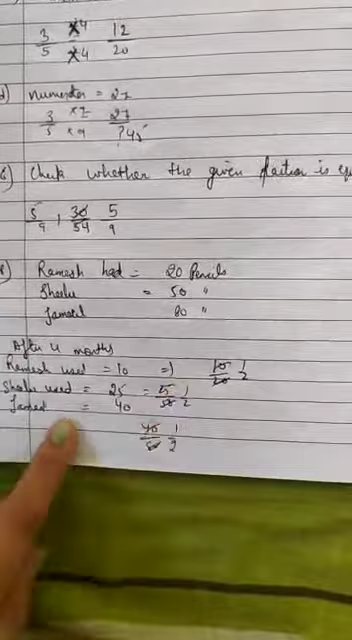 3/5 ×4/×4 12/20
d) numerator = 27
3/5 ×9/×9 27/?45
6) Check whether the given fraction is equ
5/9 , 30/54 5/9
8) Ramesh had = 20 Pencils
Sheelu = 50 "
Jamaal 80 "
After 4 months
Ramesh used = 10 => 10/20 1/2
Sheelu used = 25 = 25/50 1/2
Jamaal = 40
40/80 1/2